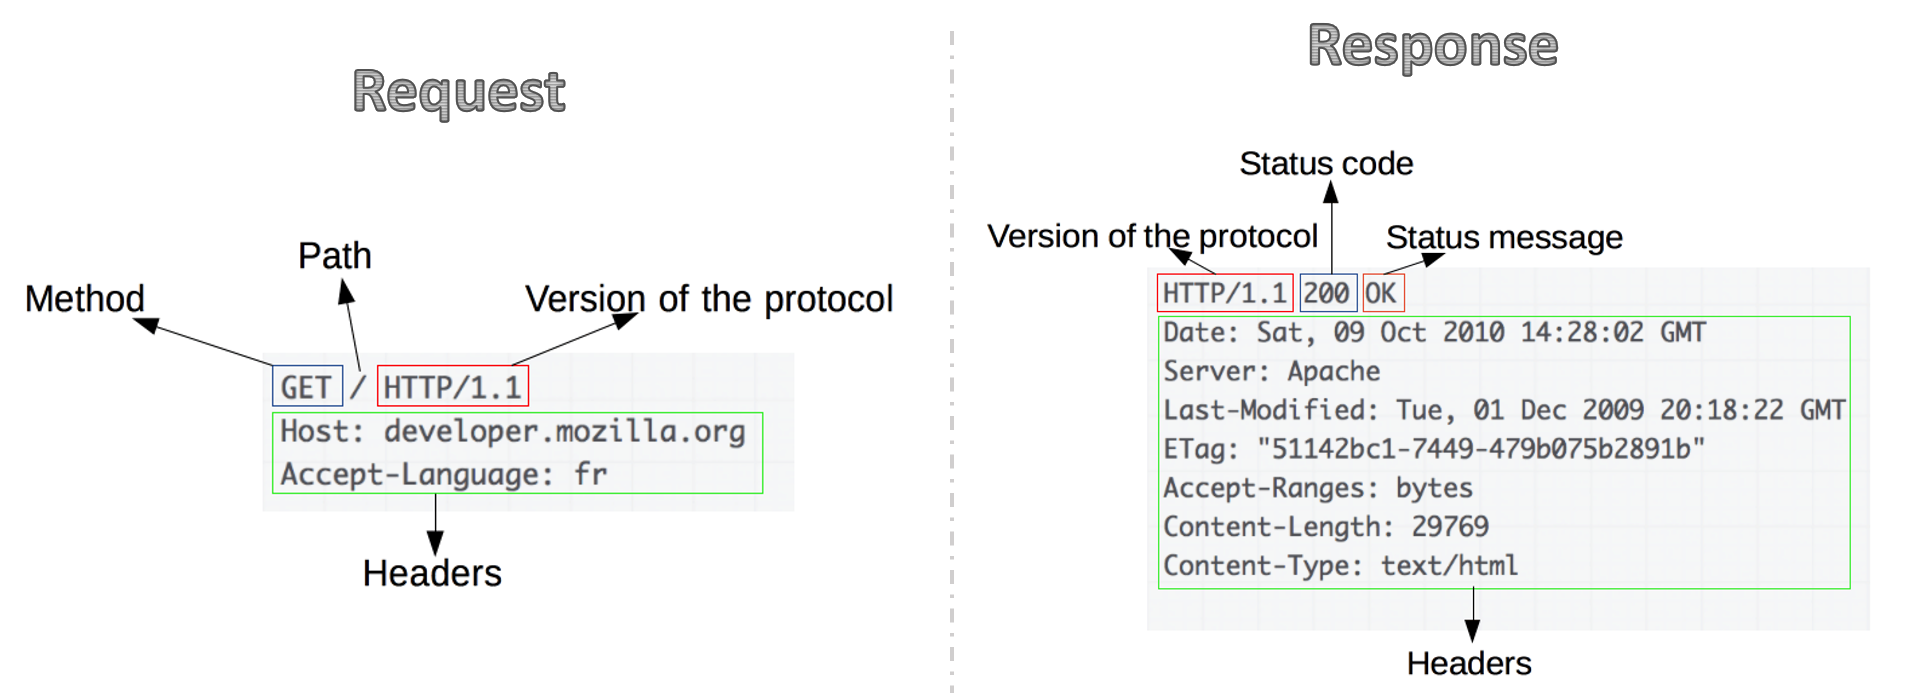 Request
Path
Method
Version of the protocol
GET / HTTP/1.1
Host: developer.mozilla.org
Accept-Language: fr
Headers
Response
Status code
Version of the protocol
Status message
HTTP/1.1 200 OK
Date: Sat, 09 Oct 2010 14:28:02 GMT
Server: Apache
Last-Modified: Tue, 01 Dec 2009 20:18:22 GMT
ETag: "51142bc1-7449-479b075b2891b"
Accept-Ranges: bytes
Content-Length: 29769
Content-Type: text/html
Headers